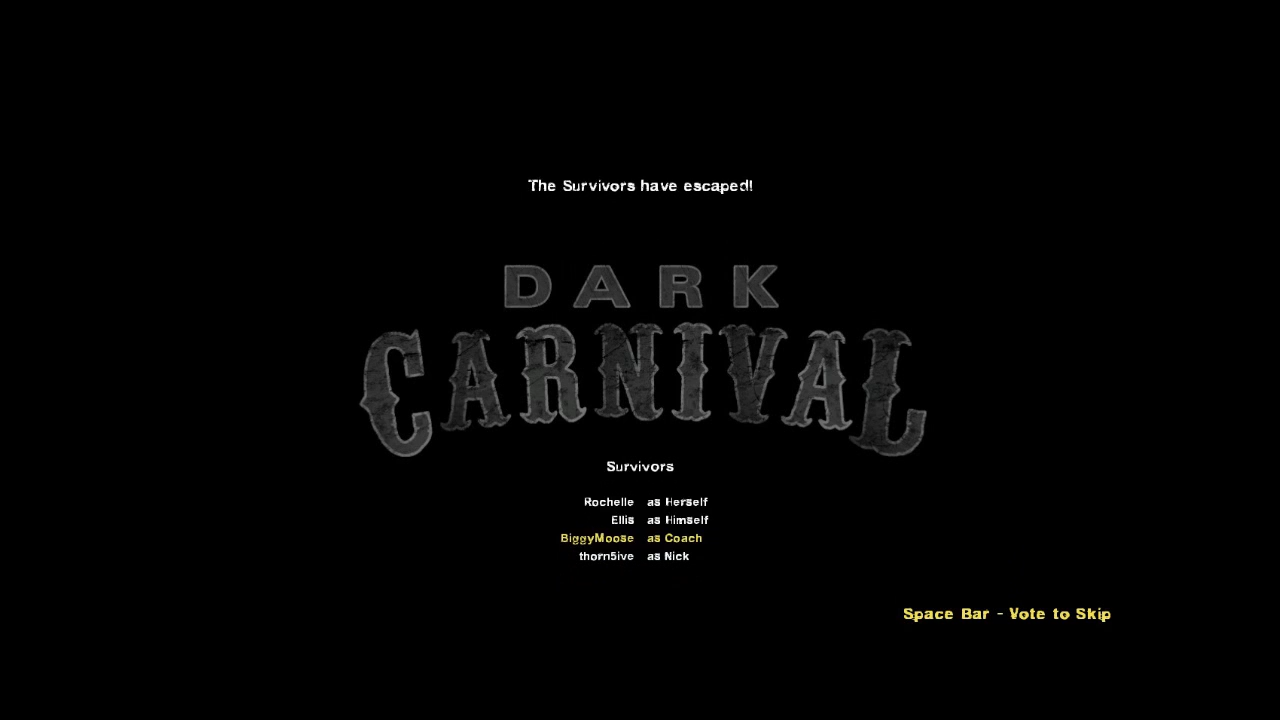 The Survivors have escaped!
DARK
CARNIVAL
Survivors
Rochelle as Herself
Ellis as Himself
BiggyMoose as Coach
thorn5ive as Nick
Space Bar - Vote to Skip